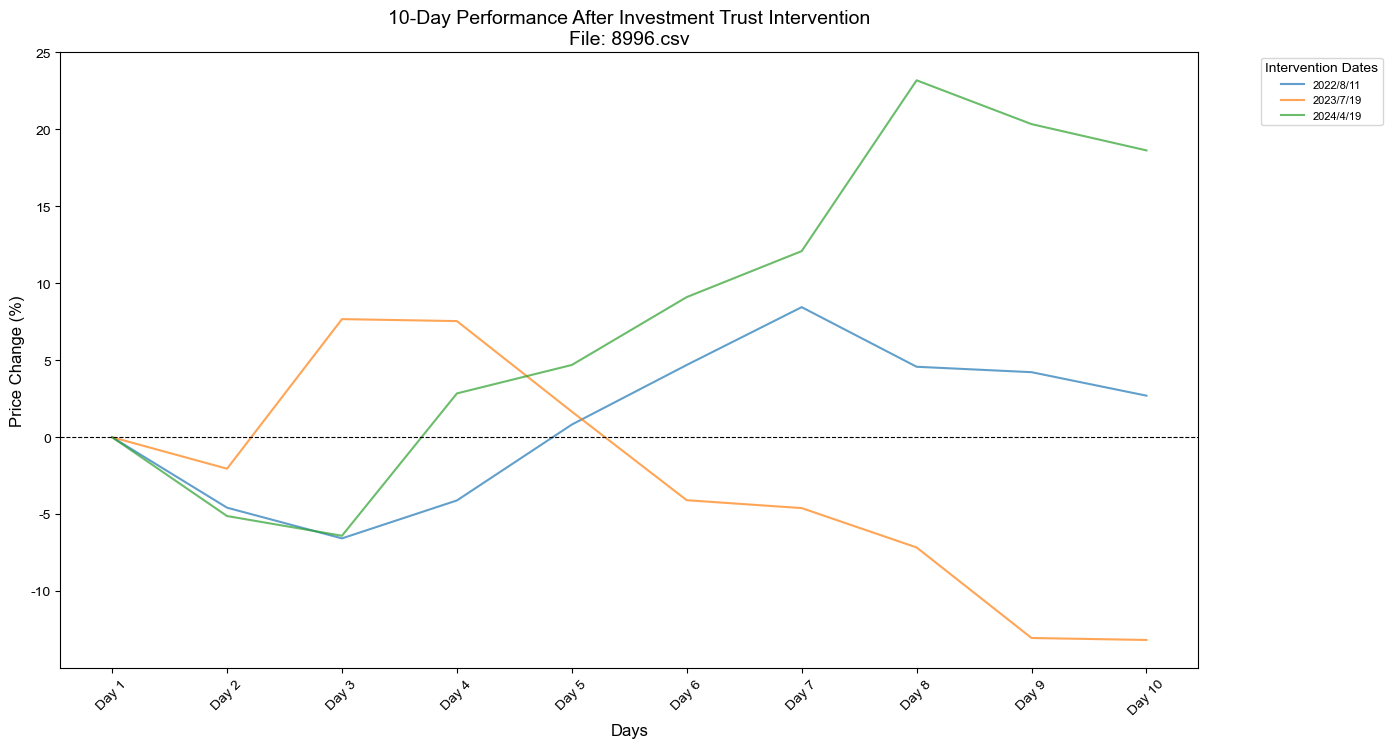 10-Day Performance After Investment Trust Intervention
File: 8996.csv
Intervention Dates
2022/8/11
2023/7/19
2024/4/19
Price Change (%)
25
20
15
10
5
0
-5
-10
Day 1
Day 2
Day 3
Day 4
Day 5
Day 6
Day 7
Day 8
Day 9
Day 10
Days